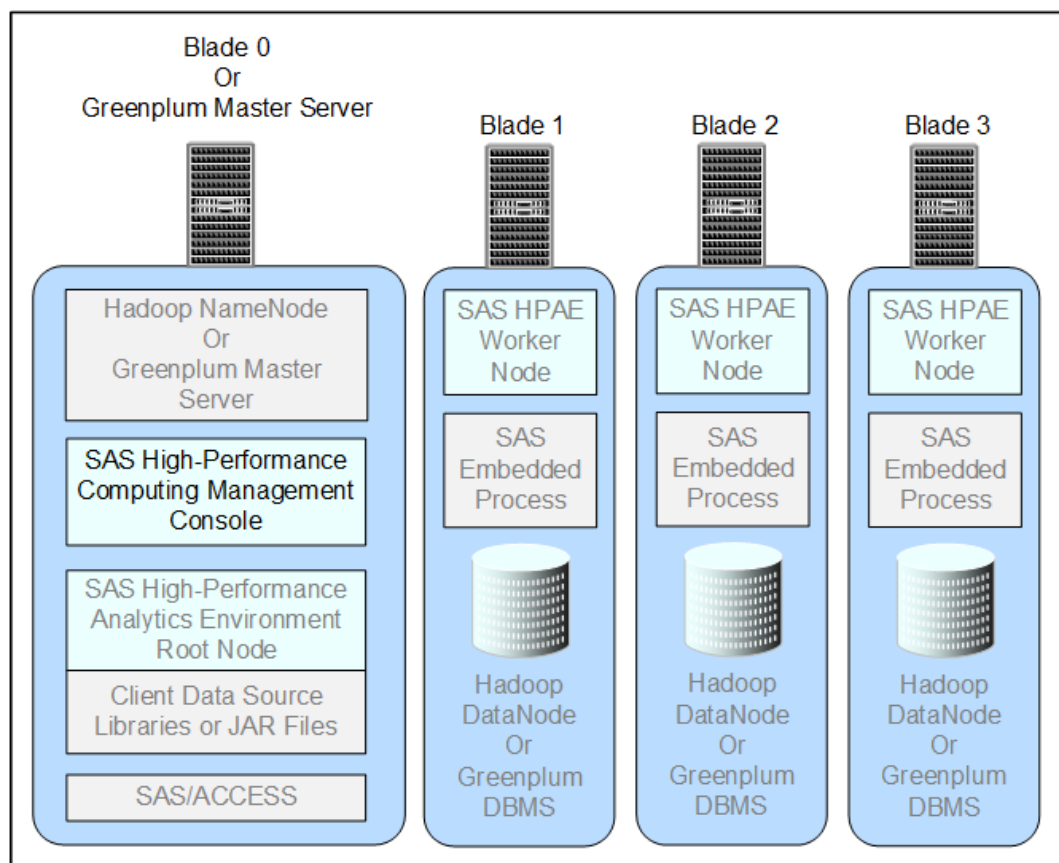 Blade 0
Or
Greenplum Master Server
Blade 1
Blade 2
Blade 3
Hadoop NameNode
Or
Greenplum Master
Server
SAS High-Performance
Computing Management
Console
SAS High-Performance
Analytics Environment
Root Node
Client Data Source
Libraries or JAR Files
SAS/ACCESS
SAS HPAE
Worker
Node
SAS
Embedded
Process
Hadoop
DataNode
Or
Greenplum
DBMS
SAS HPAE
Worker
Node
SAS
Embedded
Process
Hadoop
DataNode
Or
Greenplum
DBMS
SAS HPAE
Worker
Node
SAS
Embedded
Process
Hadoop
DataNode
Or
Greenplum
DBMS